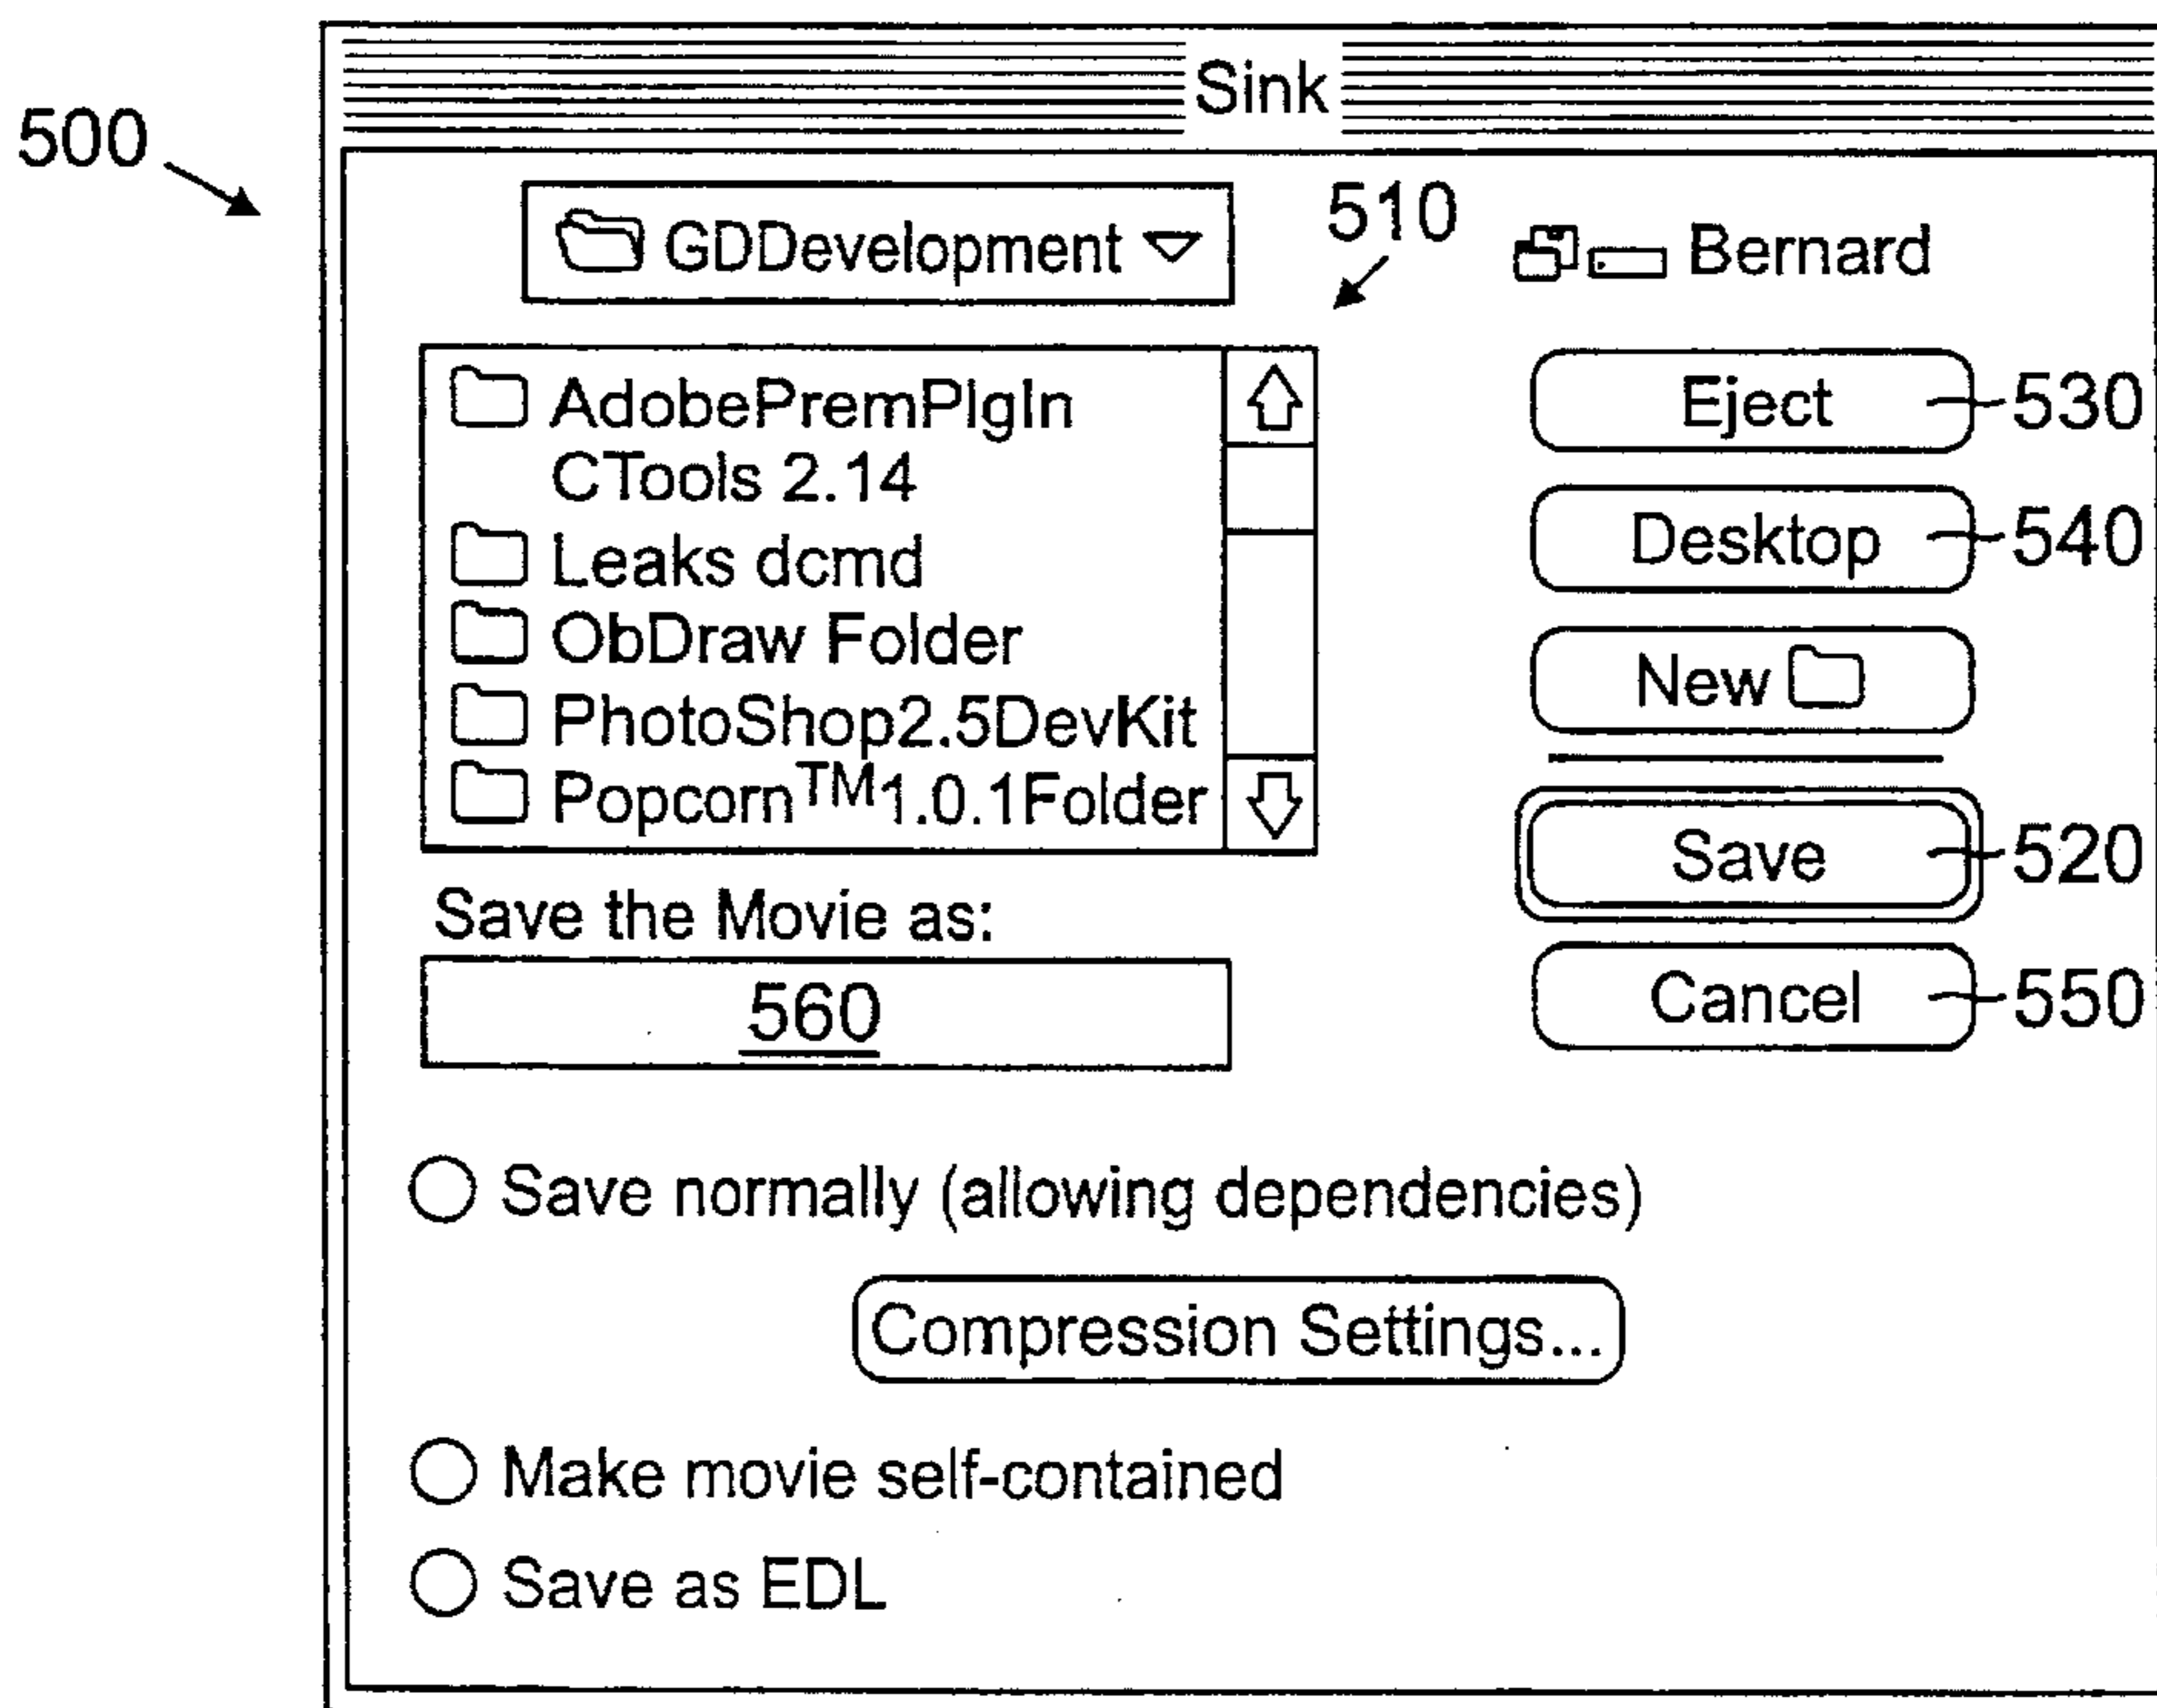 Sink
500
GDDevelopment
510
Bernard
AdobePremPlgIn
CTools 2.14
Leaks dcmd
ObDraw Folder
PhotoShop2.5DevKit
Popcorn™1.0.1Folder
Eject
530
Desktop
540
New
Save
520
Cancel
550
Save the Movie as:
560
Save normally (allowing dependencies)
Compression Settings...
Make movie self-contained
Save as EDL